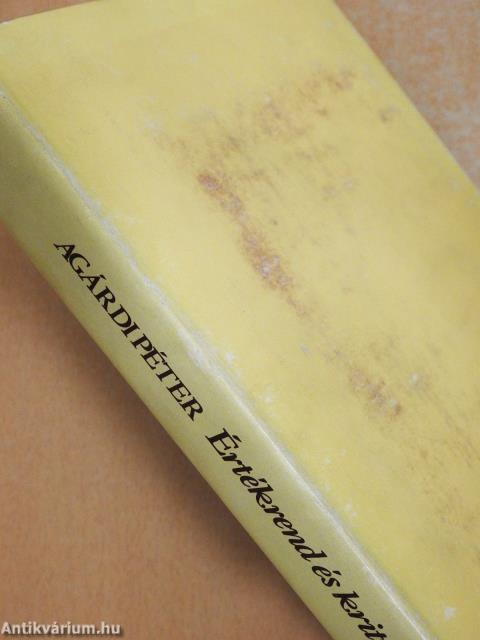 AGÁRDI PÉTER Értékrend és krit
Antikvárium.hu